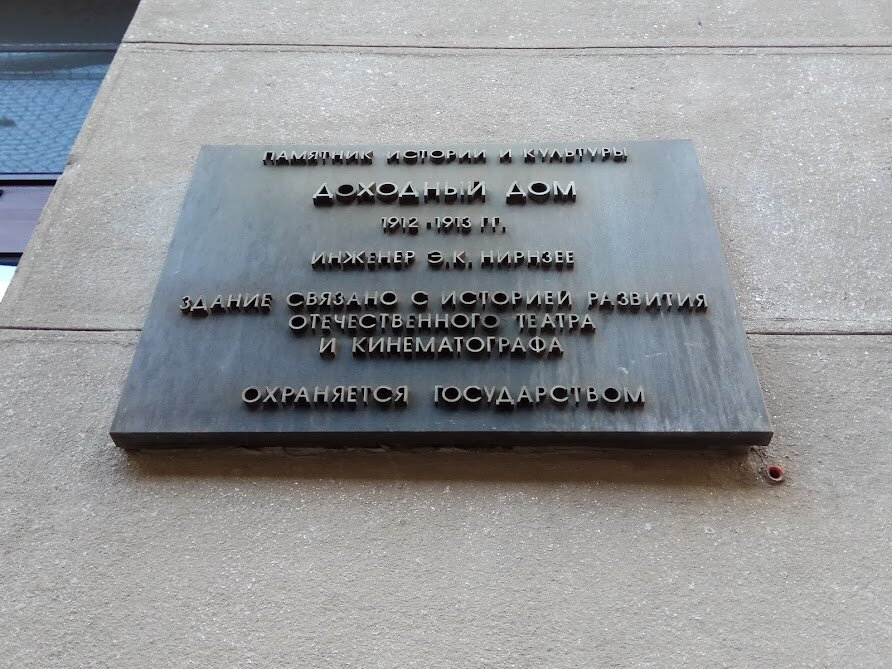 ПАМЯТНИК ИСТОРИИ И КУЛЬТУРЫ
ДОХОДНЫЙ ДОМ
1912-1913 ГГ.
ИНЖЕНЕР Э.К. НИРНЗЕЕ
ЗДАНИЕ СВЯЗАНО С ИСТОРИЕЙ РАЗВИТИЯ
ОТЕЧЕСТВЕННОГО ТЕАТРА
И КИНЕМАТОГРАФА
ОХРАНЯЕТСЯ ГОСУДАРСТВОМ